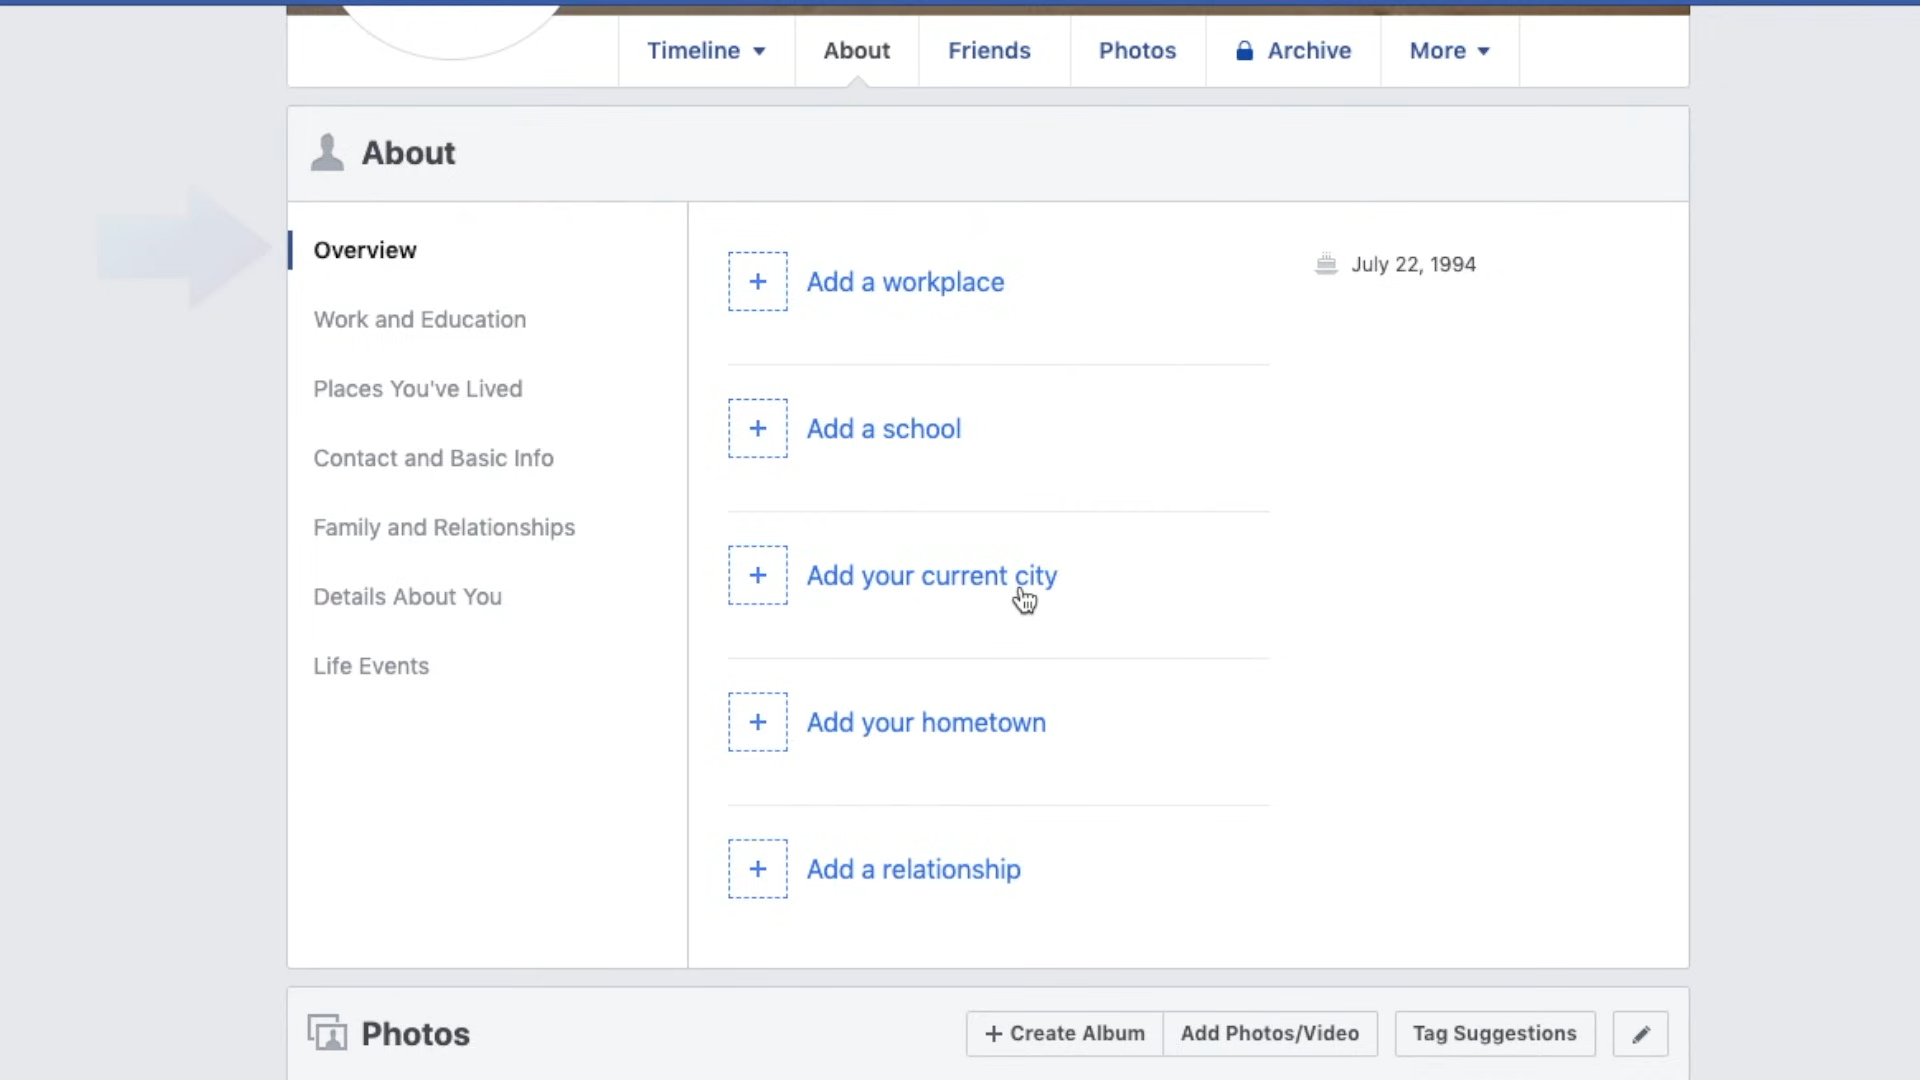 Timeline
About
Friends
Photos
Archive
More
About
Overview
Work and Education
Places You've Lived
Contact and Basic Info
Family and Relationships
Details About You
Life Events
+ Add a workplace
+ Add a school
+ Add your current city
+ Add your hometown
+ Add a relationship
July 22, 1994
Photos
+ Create Album
Add Photos/Video
Tag Suggestions